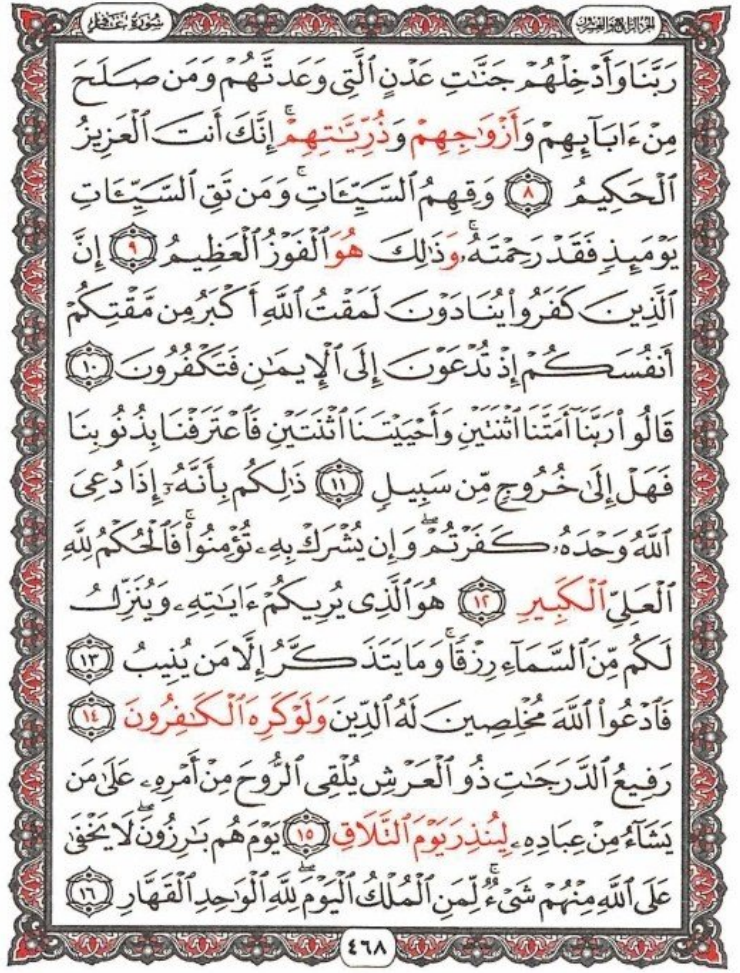 الجزء الرابع والعشرون
سُورَةُ غَافِر
رَبَّنَا وَأَدْخِلْهُمْ جَنَّٰتِ عَدْنٍ ٱلَّتِى وَعَدتَّهُمْ وَمَن صَلَحَ
مِنْ ءَابَآئِهِمْ وَأَزْوَٰجِهِمْ وَذُرِّيَّٰتِهِمْ ۚ إِنَّكَ أَنتَ ٱلْعَزِيزُ
ٱلْحَكِيمُ ٨ وَقِهِمُ ٱلسَّيِّـَٔاتِ ۚ وَمَن تَقِ ٱلسَّيِّـَٔاتِ
يَوْمَئِذٍ فَقَدْ رَحِمْتَهُۥ ۚ وَذَٰلِكَ هُوَ ٱلْفَوْزُ ٱلْعَظِيمُ ٩ إِنَّ
ٱلَّذِينَ كَفَرُوا۟ يُنَادَوْنَ لَمَقْتُ ٱللَّهِ أَكْبَرُ مِن مَّقْتِكُمْ
أَنفُسَكُمْ إِذْ تُدْعَوْنَ إِلَى ٱلْإِيمَٰنِ فَتَكْفُرُونَ ١٠
قَالُوا۟ رَبَّنَآ أَمَتَّنَا ٱثْنَتَيْنِ وَأَحْيَيْتَنَا ٱثْنَتَيْنِ فَٱعْتَرَفْنَا بِذُنُوبِنَا
فَهَلْ إِلَىٰ خُرُوجٍ مِّن سَبِيلٍ ١١ ذَٰلِكُم بِأَنَّهُۥٓ إِذَا دُعِىَ
ٱللَّهُ وَحْدَهُۥ كَفَرْتُمْ ۖ وَإِن يُشْرَكْ بِهِۦ تُؤْمِنُوا۟ ۚ فَٱلْحُكْمُ لِلَّهِ
ٱلْعَلِىِّ ٱلْكَبِيرِ ١٢ هُوَ ٱلَّذِى يُرِيكُمْ ءَايَٰتِهِۦ وَيُنَزِّلُ
لَكُم مِّنَ ٱلسَّمَآءِ رِزْقًا ۚ وَمَا يَتَذَكَّرُ إِلَّا مَن يُنِيبُ ١٣
فَٱدْعُوا۟ ٱللَّهَ مُخْلِصِينَ لَهُ ٱلدِّينَ وَلَوْ كَرِهَ ٱلْكَٰفِرُونَ ١٤
رَفِيعُ ٱلدَّرَجَٰتِ ذُو ٱلْعَرْشِ يُلْقِى ٱلرُّوحَ مِنْ أَمْرِهِۦ عَلَىٰ مَن
يَشَآءُ مِنْ عِبَادِهِۦ لِيُنذِرَ يَوْمَ ٱلتَّلَاقِ ١٥ يَوْمَ هُم بَٰرِزُونَ ۖ لَا يَخْفَىٰ
عَلَى ٱللَّهِ مِنْهُمْ شَىْءٌ ۚ لِّمَنِ ٱلْمُلْكُ ٱلْيَوْمَ ۖ لِلَّهِ ٱلْوَٰحِدِ ٱلْقَهَّارِ ١٦
٤٦٨